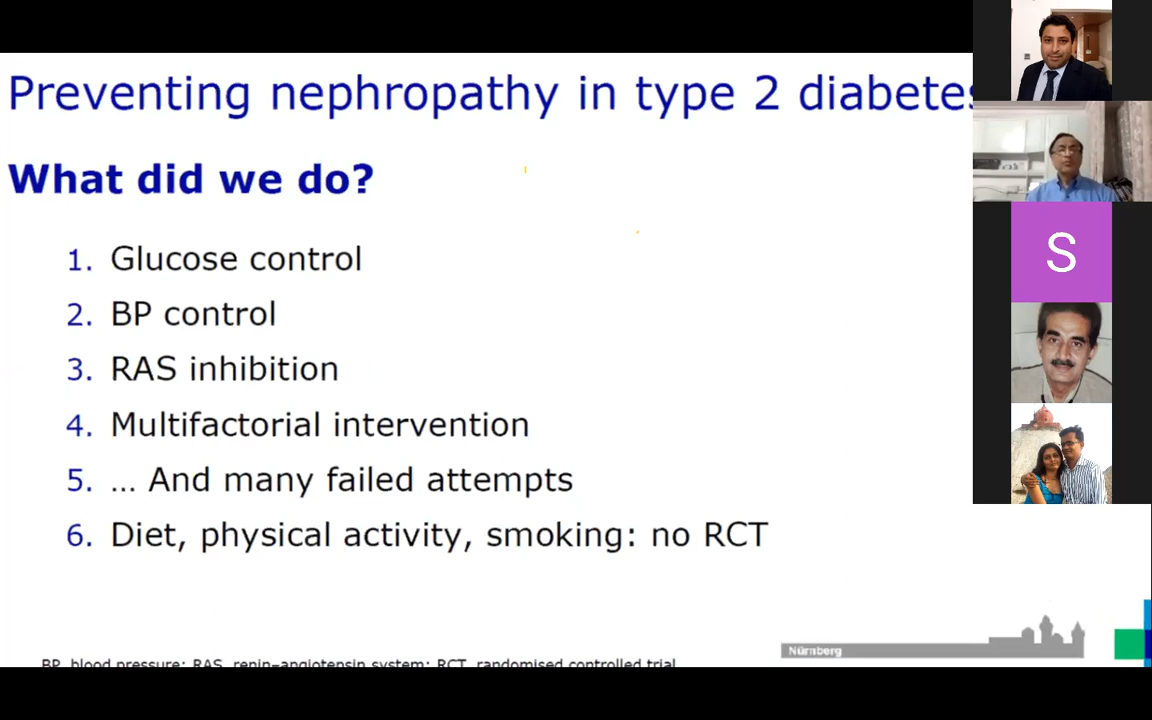 Preventing nephropathy in type 2 diabetes
What did we do?
1. Glucose control
2. BP control
3. RAS inhibition
4. Multifactorial intervention
5. ... And many failed attempts
6. Diet, physical activity, smoking: no RCT
BP, blood pressure; RAS, renin–angiotensin system; RCT, randomised controlled trial
Nürnberg
S